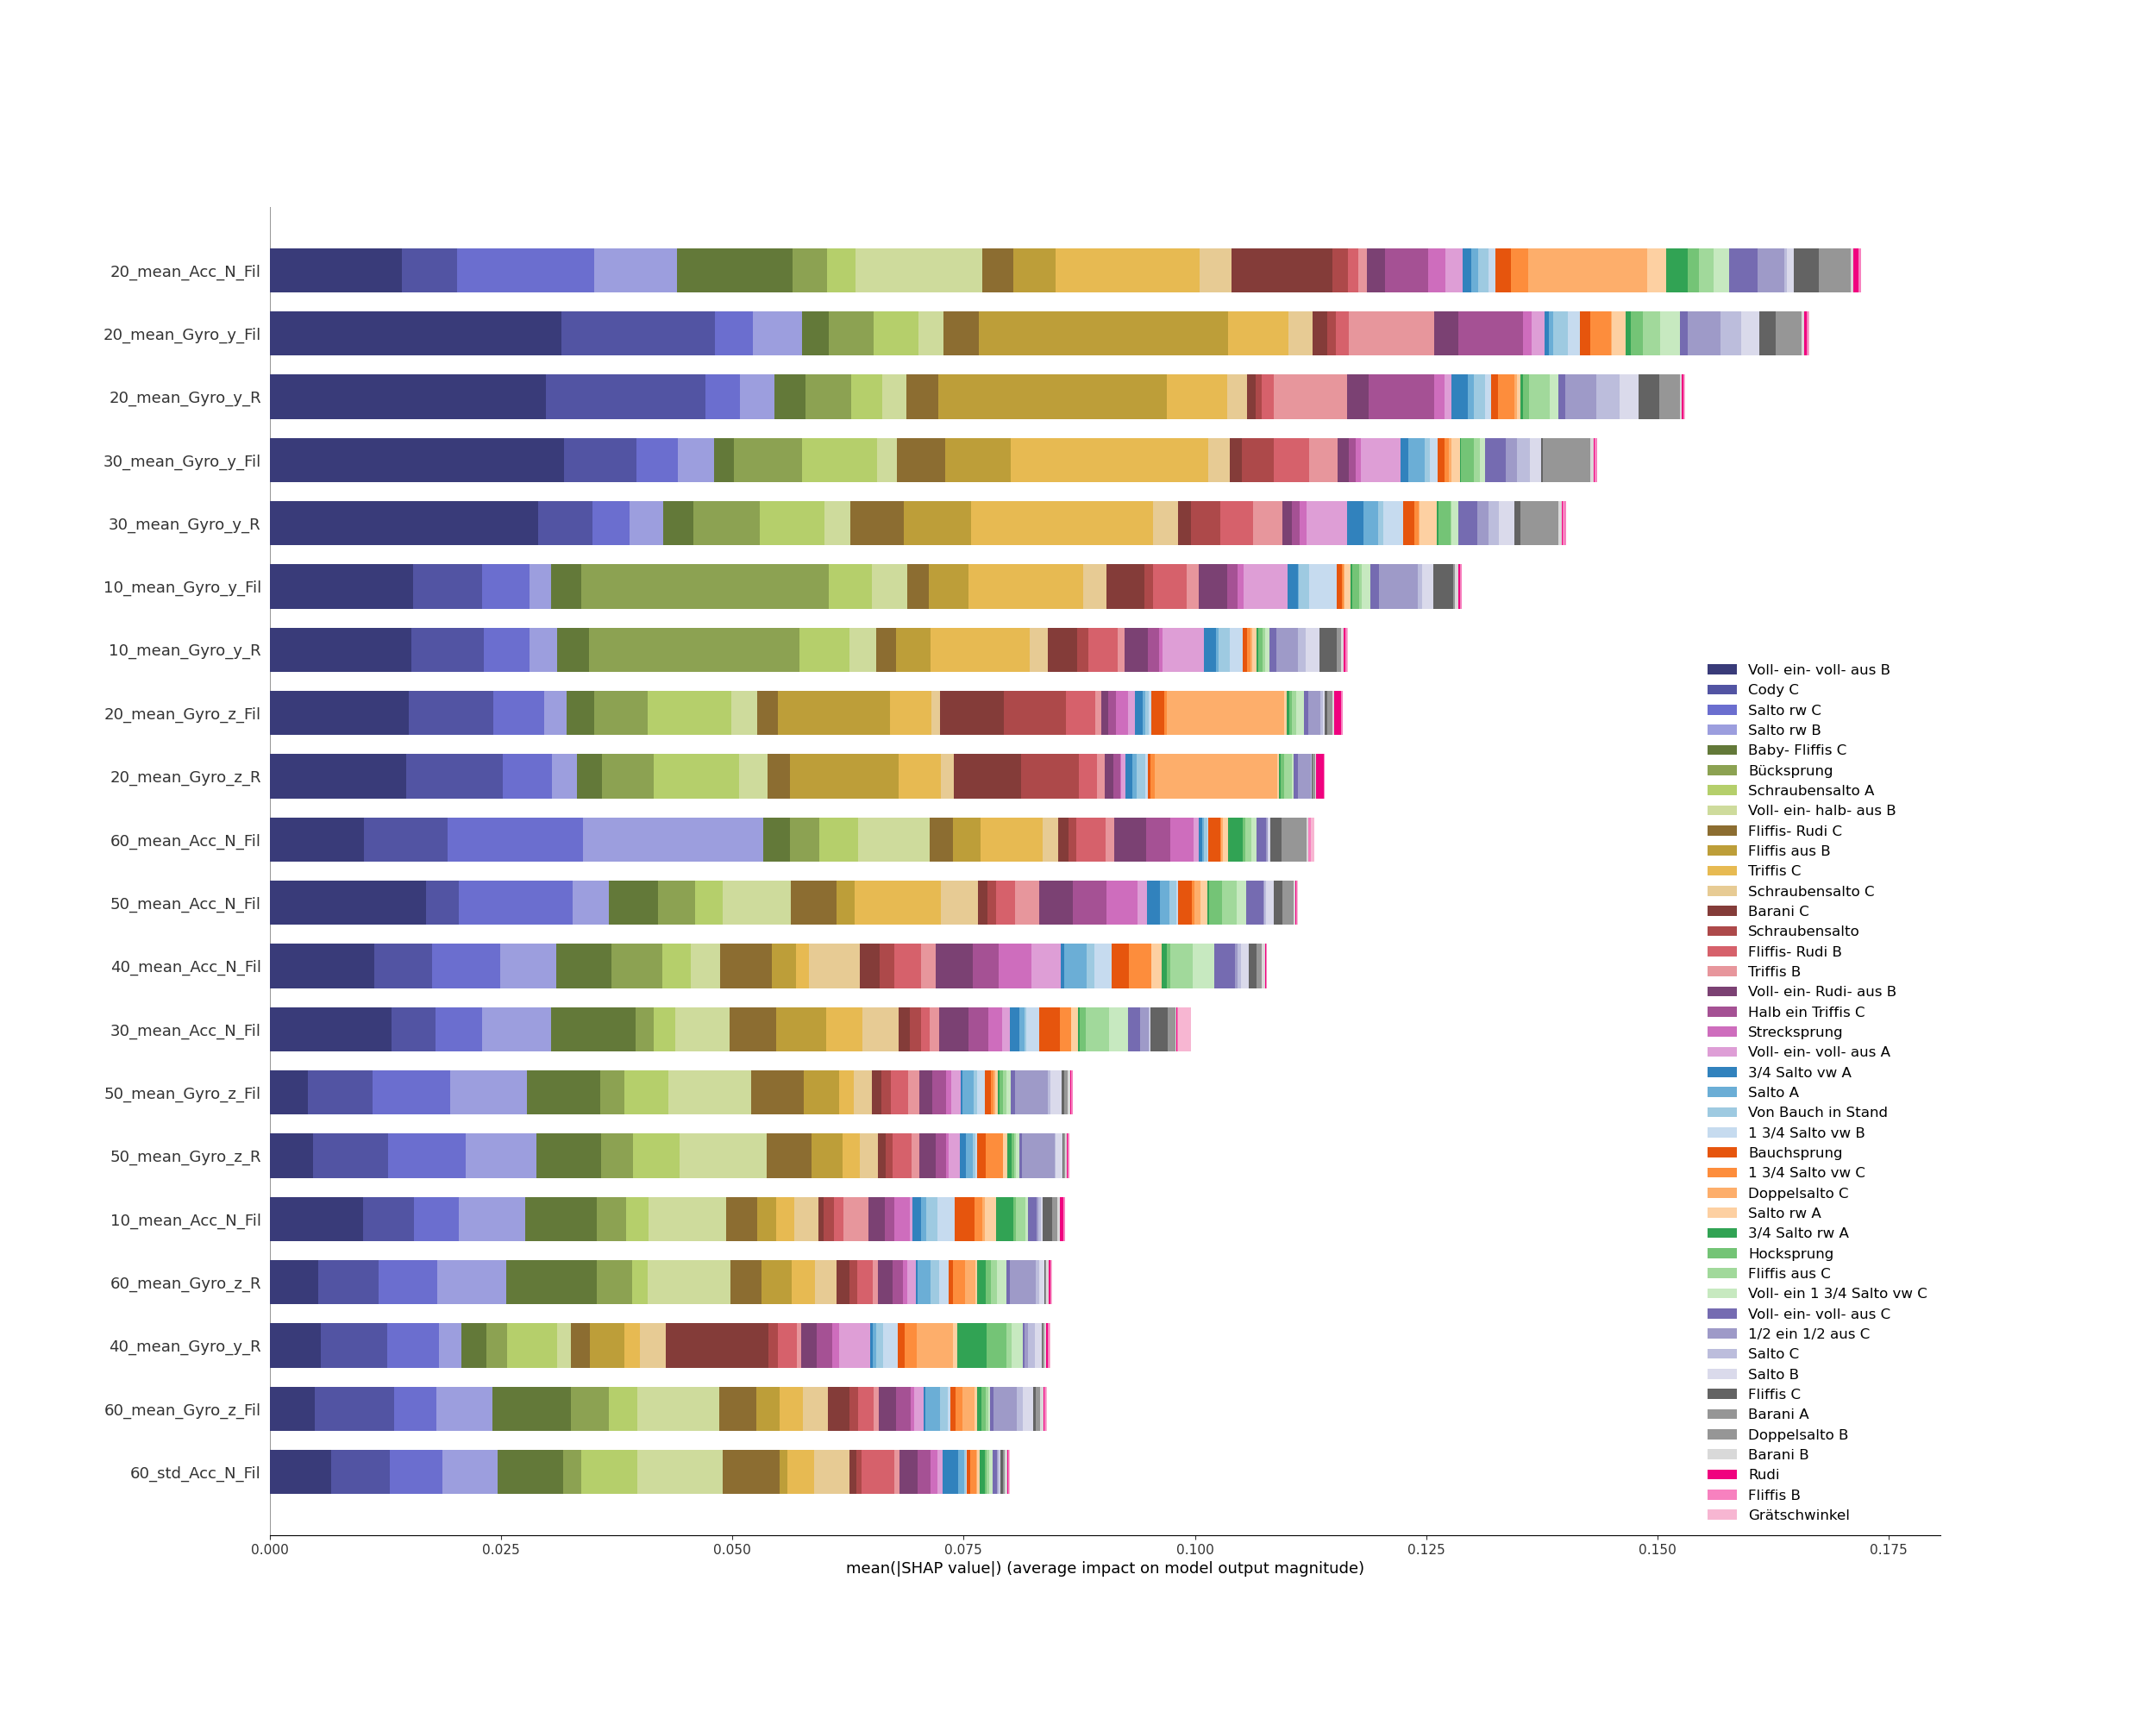 20_mean_Acc_N_Fil
20_mean_Gyro_y_Fil
20_mean_Gyro_y_R
30_mean_Gyro_y_Fil
30_mean_Gyro_y_R
10_mean_Gyro_y_Fil
10_mean_Gyro_y_R
20_mean_Gyro_z_Fil
20_mean_Gyro_z_R
60_mean_Acc_N_Fil
50_mean_Acc_N_Fil
40_mean_Acc_N_Fil
30_mean_Acc_N_Fil
50_mean_Gyro_z_Fil
50_mean_Gyro_z_R
10_mean_Acc_N_Fil
60_mean_Gyro_z_R
40_mean_Gyro_y_R
60_mean_Gyro_z_Fil
60_std_Acc_N_Fil
Voll- ein- voll- aus B
Cody C
Salto rw C
Salto rw B
Baby- Fliffis C
Bücksprung
Schraubensalto A
Voll- ein- halb- aus B
Fliffis- Rudi C
Fliffis aus B
Triffis C
Schraubensalto C
Barani C
Schraubensalto
Fliffis- Rudi B
Triffis B
Voll- ein- Rudi- aus B
Halb ein Triffis C
Strecksprung
Voll- ein- voll- aus A
3/4 Salto vw A
Salto A
Von Bauch in Stand
1 3/4 Salto vw B
Bauchsprung
1 3/4 Salto vw C
Doppelsalto C
Salto rw A
3/4 Salto rw A
Hocksprung
Fliffis aus C
Voll- ein 1 3/4 Salto vw C
Voll- ein- voll- aus C
1/2 ein 1/2 aus C
Salto C
Salto B
Fliffis C
Barani A
Doppelsalto B
Barani B
Rudi
Fliffis B
Grätschwinkel
0.000 0.025 0.050 0.075 0.100 0.125 0.150 0.175
mean(|SHAP value|) (average impact on model output magnitude)